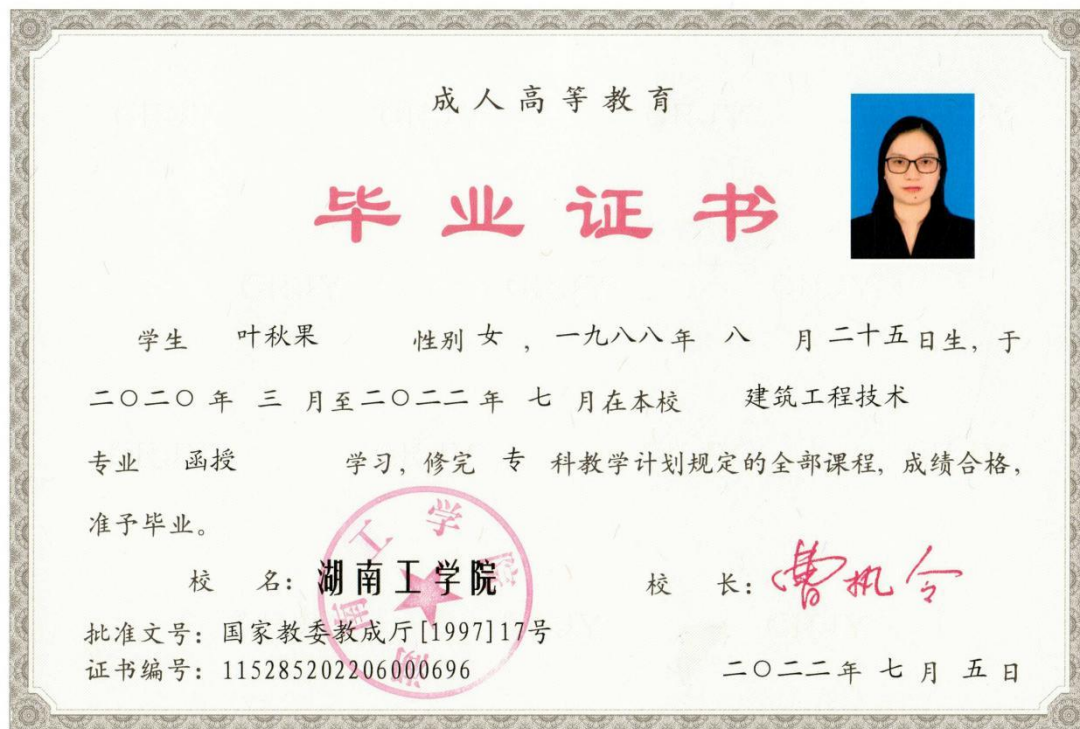 成人高等教育
毕业证书
学生 叶秋果 性别 女 ，一九八八 年 八 月 二十五 日生，于
二〇二〇 年 三 月至 二〇二二 年 七 月在本校 建筑工程技术
专业 函授 学习，修完 专 科教学计划规定的全部课程，成绩合格，
准予毕业。
校 名：湖南工学院
校 长：曹执令
批准文号：国家教委教成厅[1997]17号
证书编号：115285202206000696
二〇二二年 七 月 五 日
湖南工学院